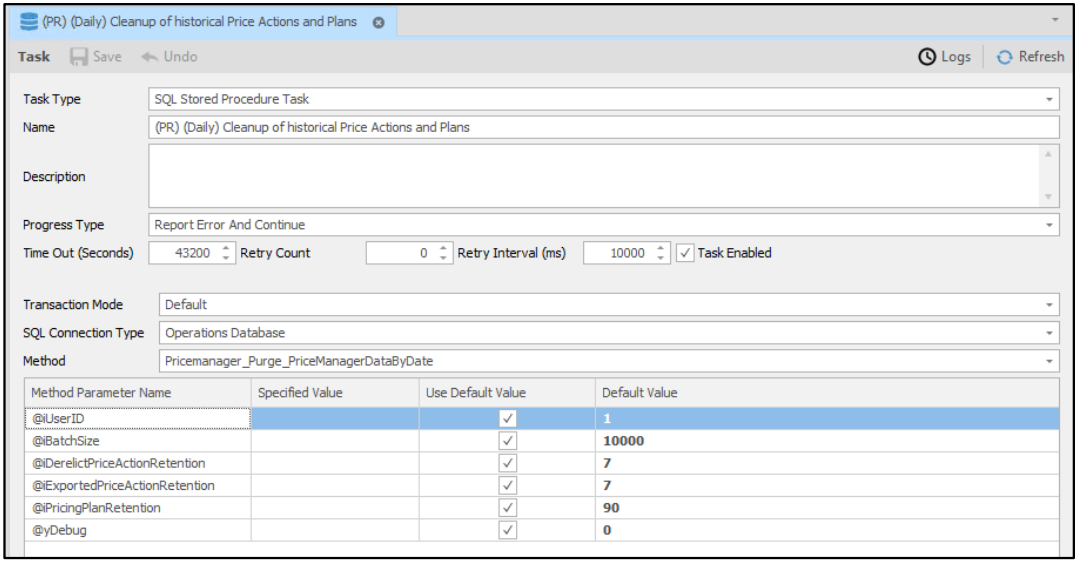 (PR) (Daily) Cleanup of historical Price Actions and Plans
Task Save Undo Logs Refresh
Task Type SQL Stored Procedure Task
Name (PR) (Daily) Cleanup of historical Price Actions and Plans
Description
Progress Type Report Error And Continue
Time Out (Seconds) 43200 Retry Count 0 Retry Interval (ms) 10000 Task Enabled
Transaction Mode Default
SQL Connection Type Operations Database
Method Pricemanager_Purge_PriceManagerDataByDate
Method Parameter Name Specified Value Use Default Value Default Value
@iUserID 1
@iBatchSize 10000
@iDerelictPriceActionRetention 7
@iExportedPriceActionRetention 7
@iPricingPlanRetention 90
@yDebug 0